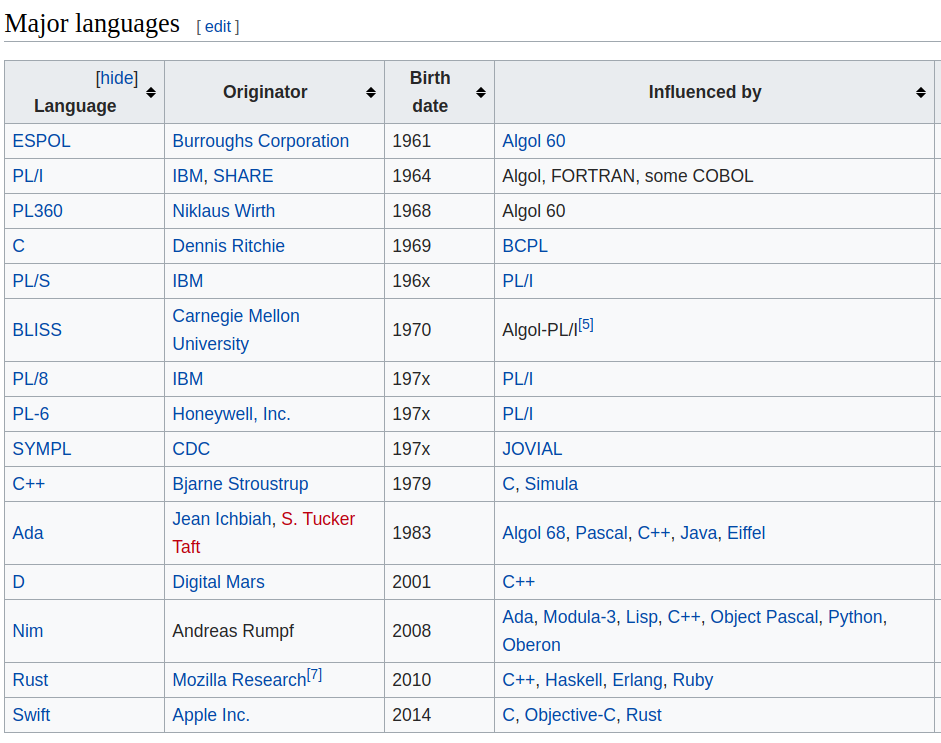 Major languages [ edit ]
[hide]
Language Originator Birth date Influenced by
ESPOL Burroughs Corporation 1961 Algol 60
PL/I IBM, SHARE 1964 Algol, FORTRAN, some COBOL
PL360 Niklaus Wirth 1968 Algol 60
C Dennis Ritchie 1969 BCPL
PL/S IBM 196x PL/I
BLISS Carnegie Mellon University 1970 Algol-PL/I[5]
PL/8 IBM 197x PL/I
PL-6 Honeywell, Inc. 197x PL/I
SYMPL CDC 197x JOVIAL
C++ Bjarne Stroustrup 1979 C, Simula
Ada Jean Ichbiah, S. Tucker Taft 1983 Algol 68, Pascal, C++, Java, Eiffel
D Digital Mars 2001 C++
Nim Andreas Rumpf 2008 Ada, Modula-3, Lisp, C++, Object Pascal, Python, Oberon
Rust Mozilla Research[7] 2010 C++, Haskell, Erlang, Ruby
Swift Apple Inc. 2014 C, Objective-C, Rust